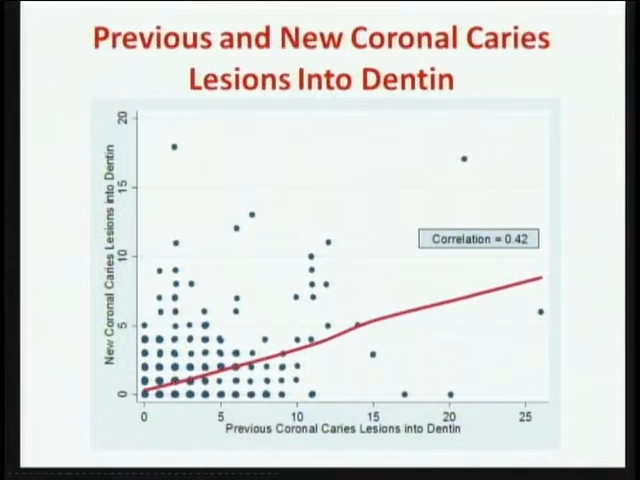 Previous and New Coronal Caries
Lesions Into Dentin
New Coronal Caries Lesions into Dentin
20
15
10
5
0
Correlation = 0.42
0 5 10 15 20 25
Previous Coronal Caries Lesions into Dentin